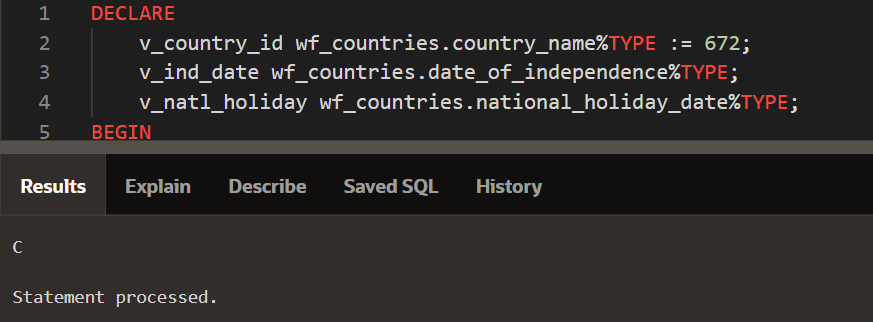 1 DECLARE
2 v_country_id wf_countries.country_name%TYPE := 672;
3 v_ind_date wf_countries.date_of_independence%TYPE;
4 v_natl_holiday wf_countries.national_holiday_date%TYPE;
5 BEGIN
Results Explain Describe Saved SQL History
C
Statement processed.